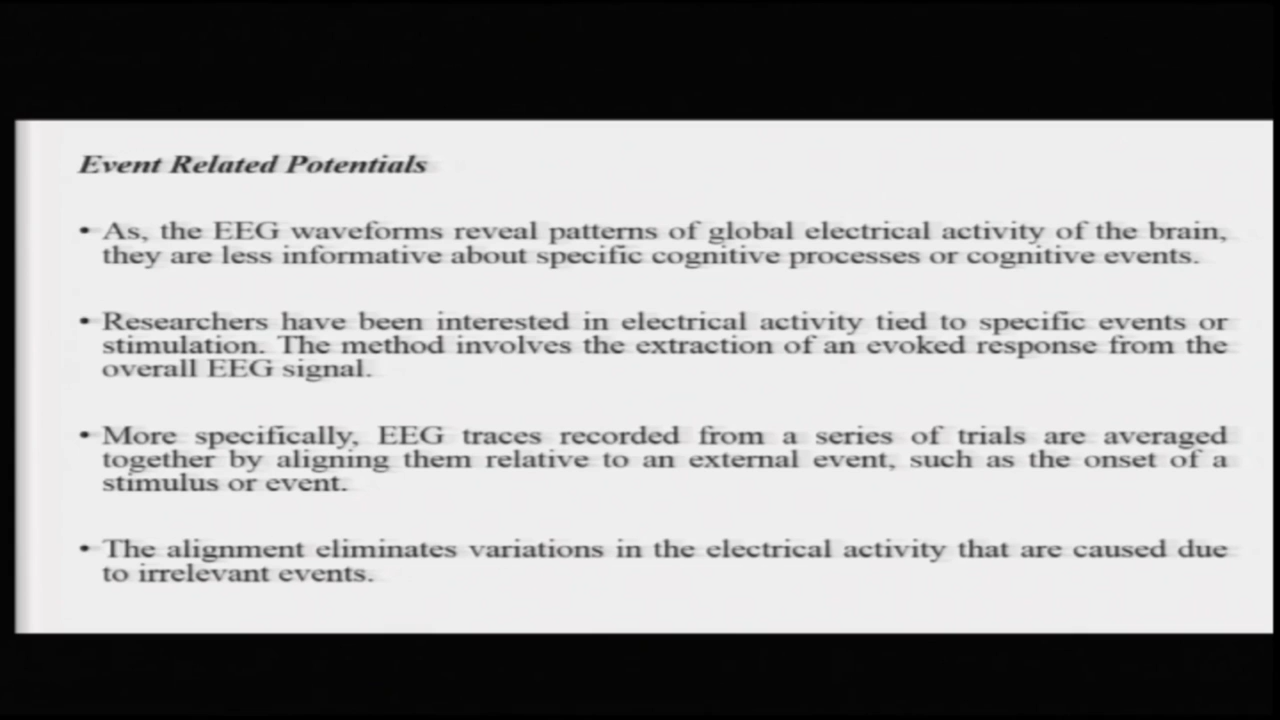 Event Related Potentials
• As, the EEG waveforms reveal patterns of global electrical activity of the brain,
they are less informative about specific cognitive processes or cognitive events.
• Researchers have been interested in electrical activity tied to specific events or
stimulation. The method involves the extraction of an evoked response from the
overall EEG signal.
• More specifically, EEG traces recorded from a series of trials are averaged
together by aligning them relative to an external event, such as the onset of a
stimulus or event.
• The alignment eliminates variations in the electrical activity that are caused due
to irrelevant events.